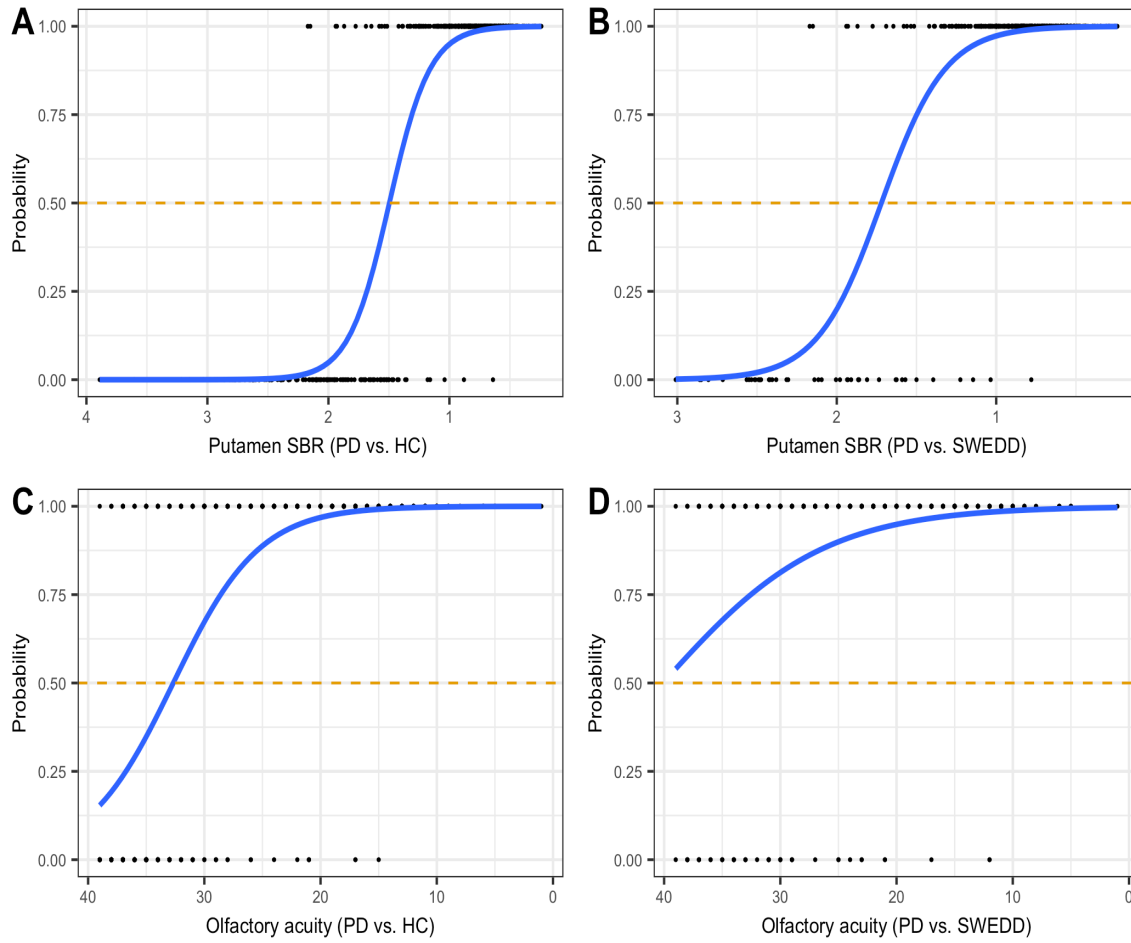 A
Probability
1.00
0.75
0.50
0.25
0.00
4 3 2 1
Putamen SBR (PD vs. HC)
B
Probability
1.00
0.75
0.50
0.25
0.00
3 2 1
Putamen SBR (PD vs. SWEDD)
C
Probability
1.00
0.75
0.50
0.25
0.00
40 30 20 10 0
Olfactory acuity (PD vs. HC)
D
Probability
1.00
0.75
0.50
0.25
0.00
40 30 20 10 0
Olfactory acuity (PD vs. SWEDD)